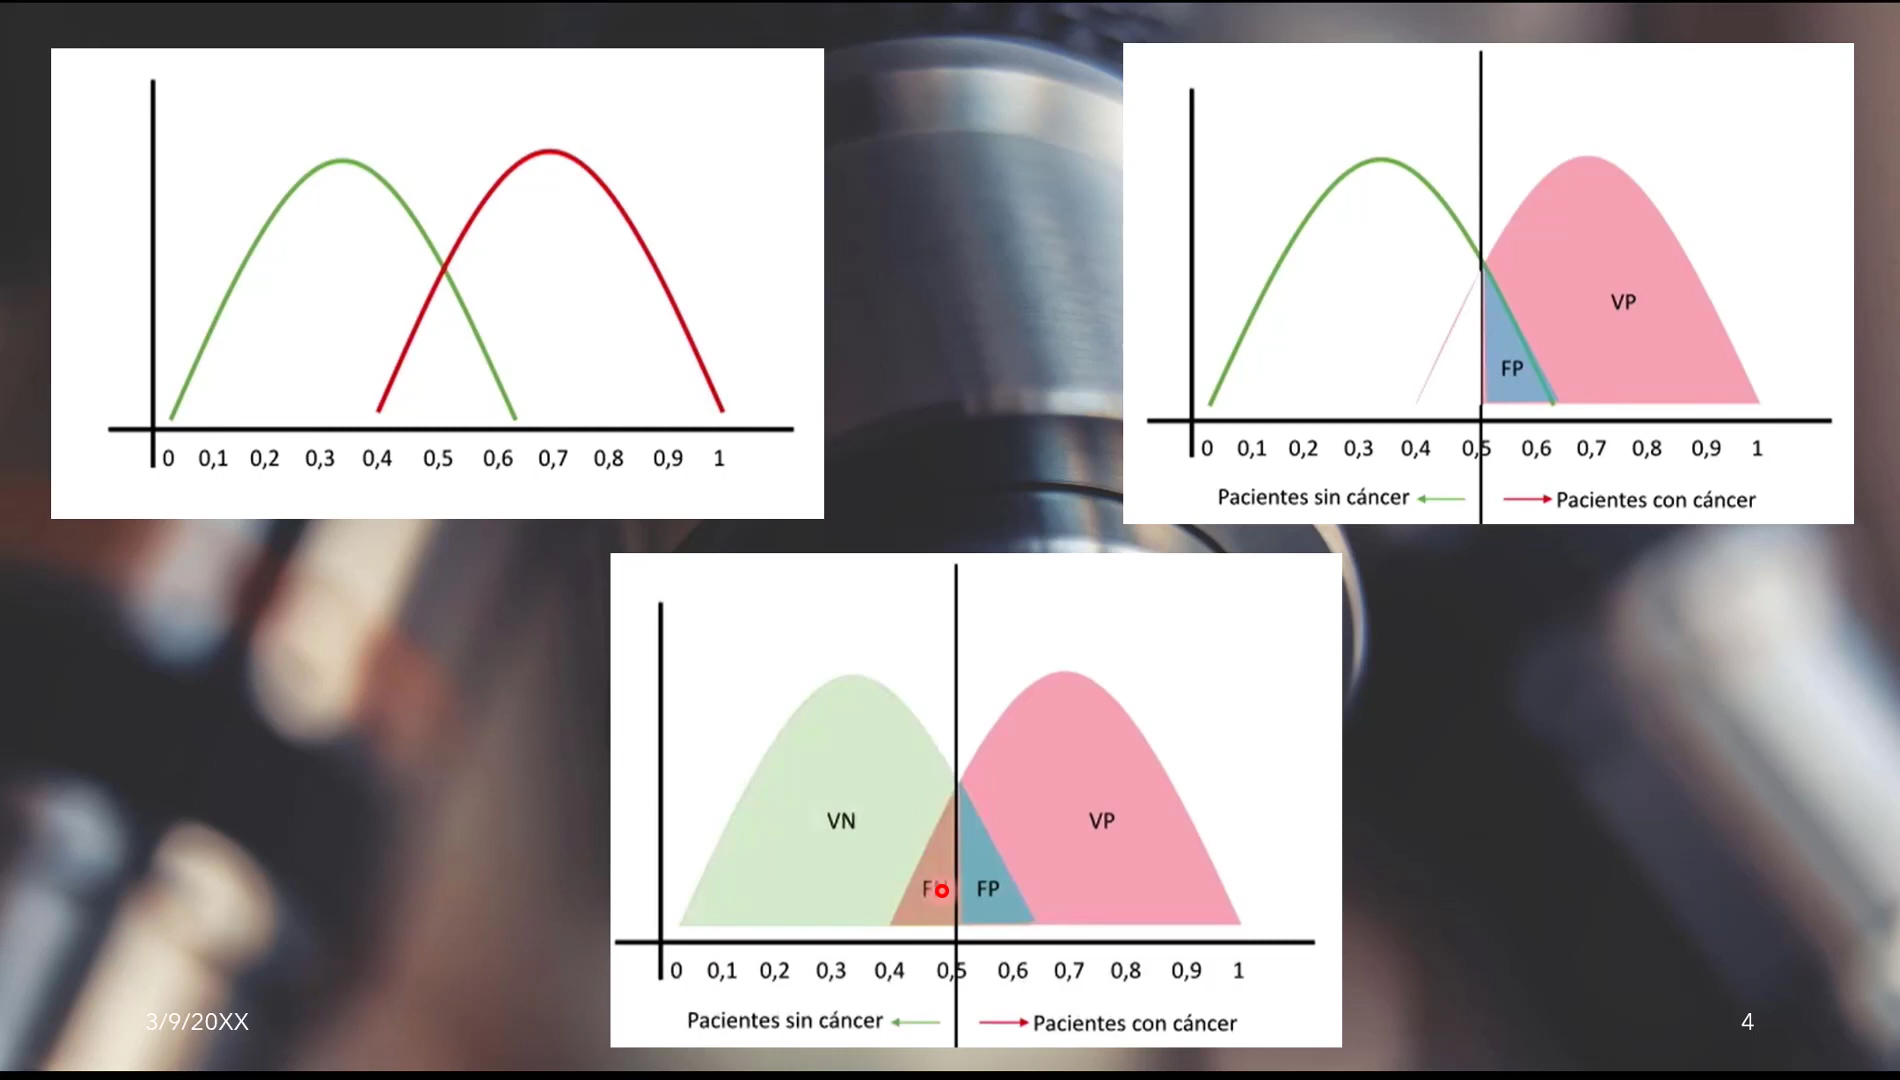 0 0,1 0,2 0,3 0,4 0,5 0,6 0,7 0,8 0,9 1
VP
FP
0 0,1 0,2 0,3 0,4 0,5 0,6 0,7 0,8 0,9 1
Pacientes sin cáncer Pacientes con cáncer
VN VP
FP
0 0,1 0,2 0,3 0,4 0,5 0,6 0,7 0,8 0,9 1
Pacientes sin cáncer Pacientes con cáncer
3/9/20XX 4